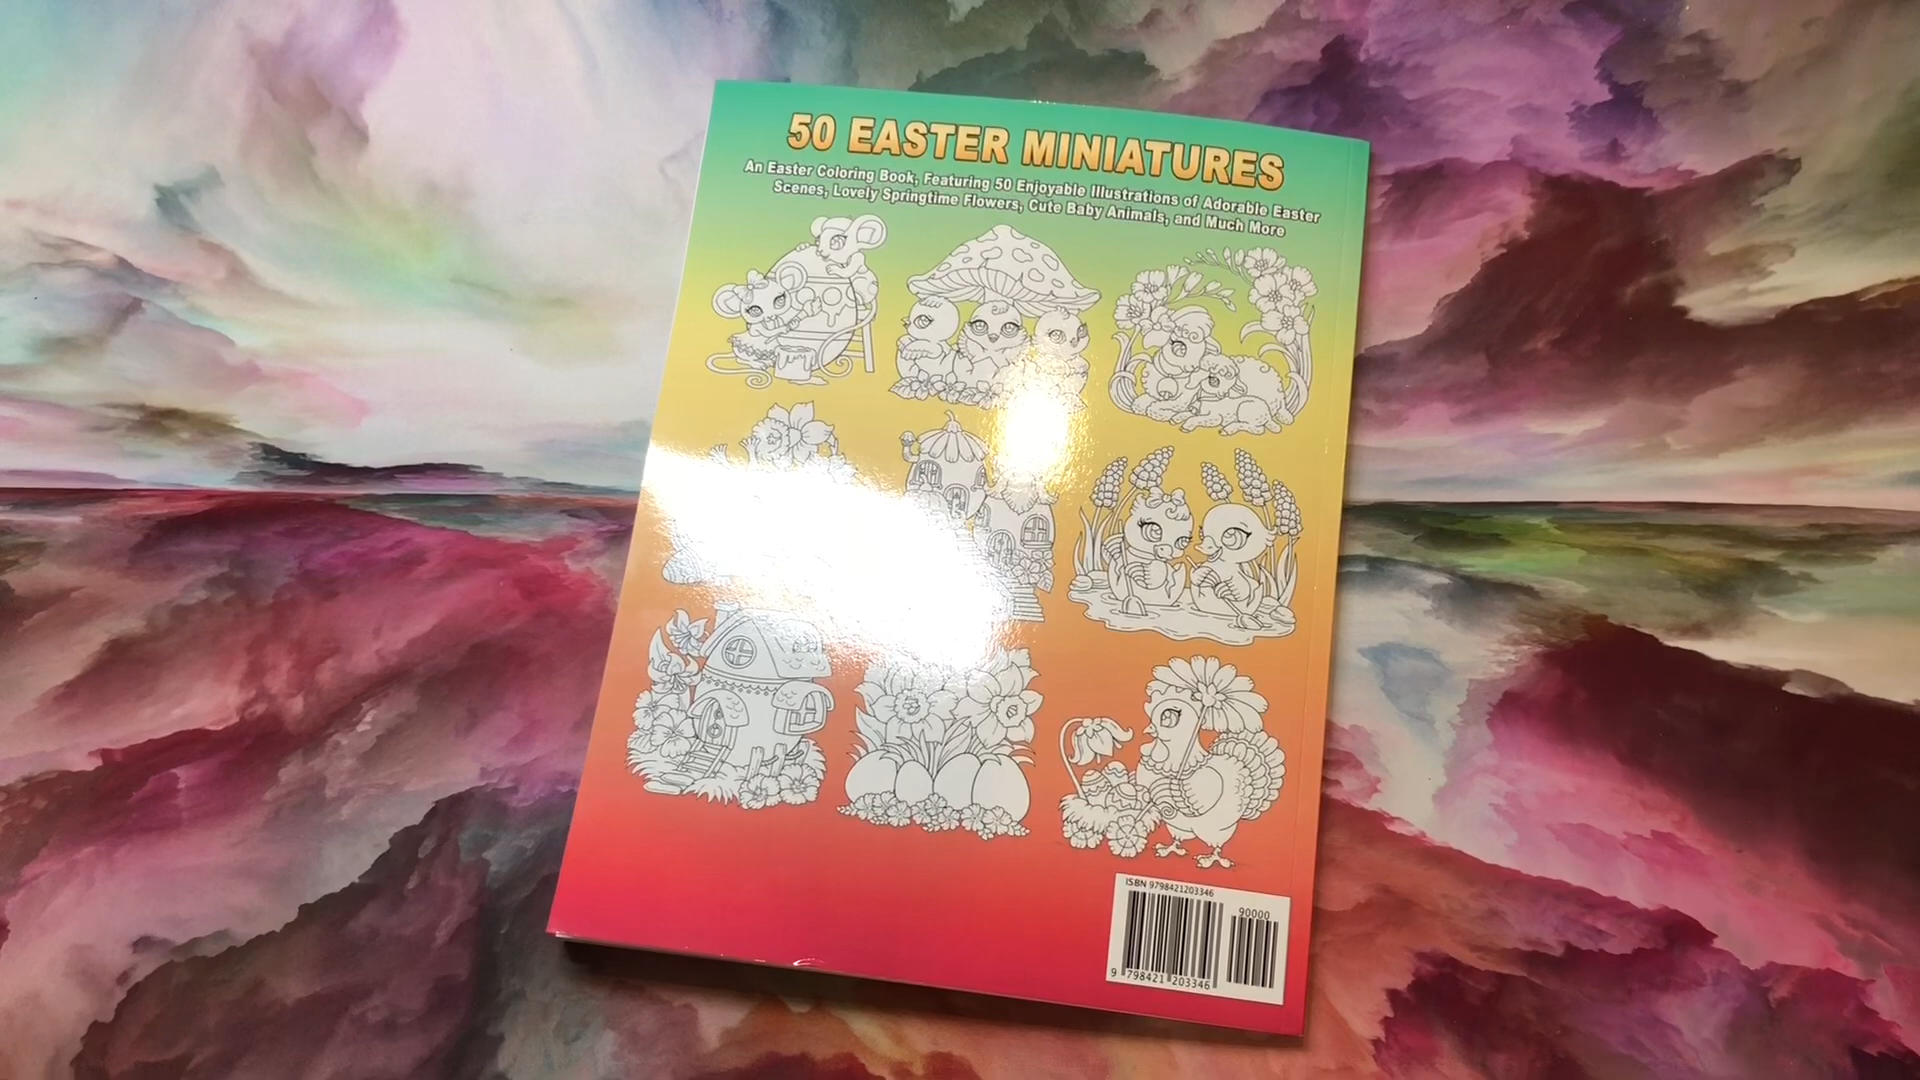 50 EASTER MINIATURES
An Easter Coloring Book, Featuring 50 Enjoyable Illustrations of Adorable Easter
Scenes, Lovely Springtime Flowers, Cute Baby Animals, and Much More
ISBN 9798421203346
90000
9 798421 203346